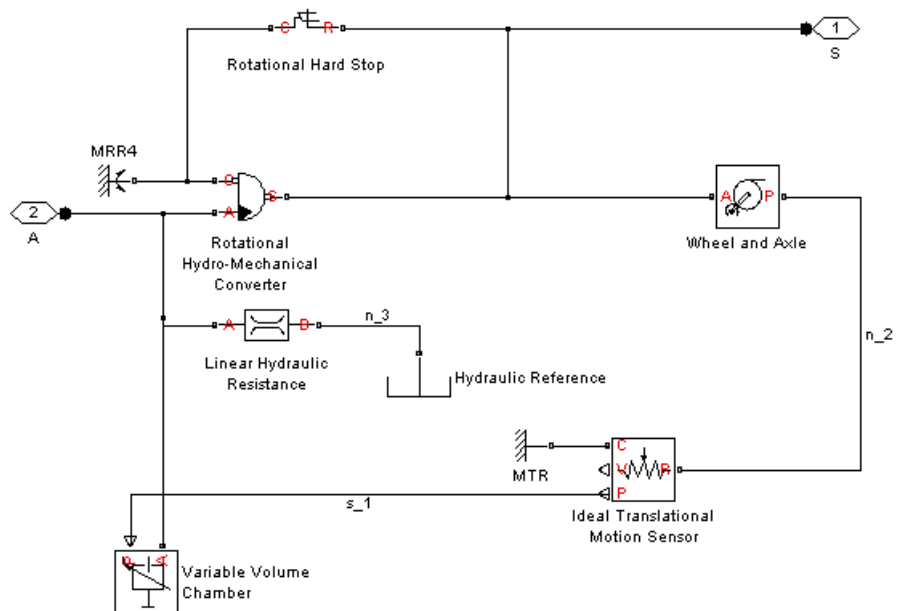 C R
1
S
Rotational Hard Stop
MRR4
C
S
A P
2
A
A
Rotational
Hydro-Mechanical
Converter
Wheel and Axle
n_3
A B
n_2
Linear Hydraulic
Resistance
Hydraulic Reference
C
MTR
V R
P
s_1
Ideal Translational
Motion Sensor
P A
Variable Volume
Chamber